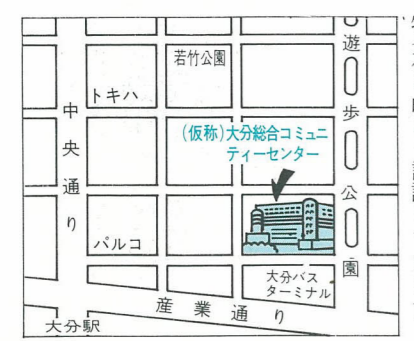 若竹公園
トキハ
中央通り
(仮称)大分総合コミュニ
ティーセンター
遊歩公園
パルコ
大分バス
ターミナル
産業通り
大分駅